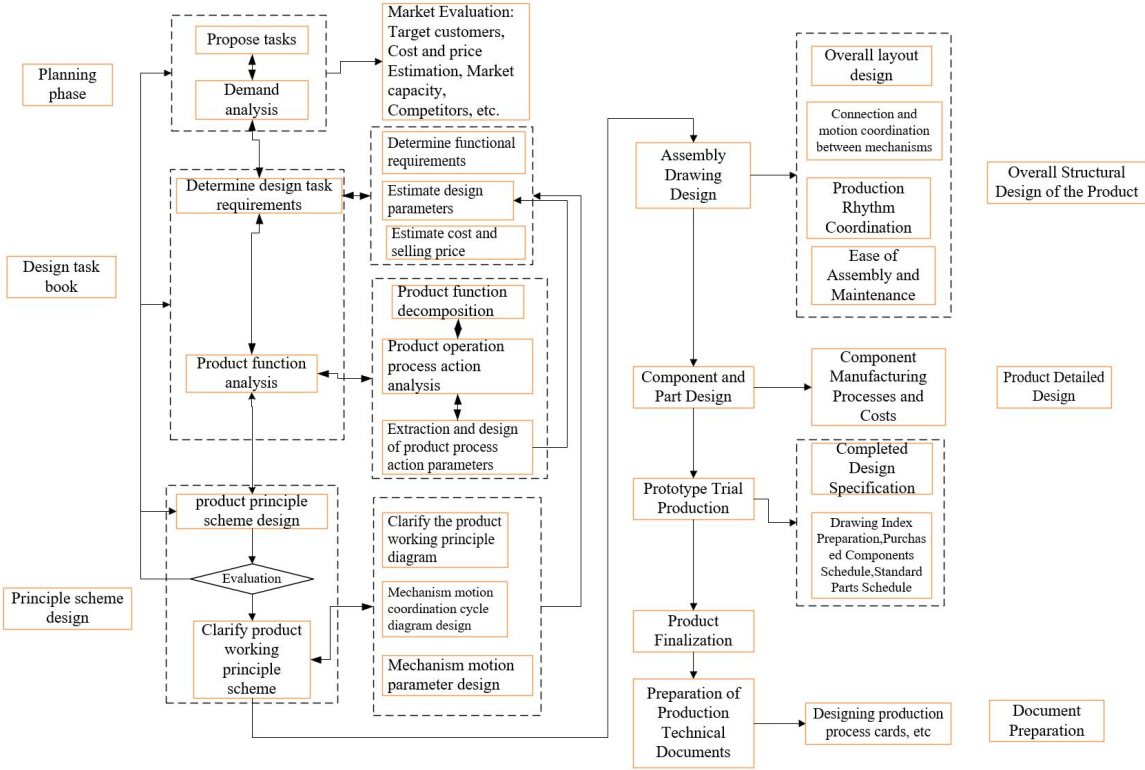 Planning
phase
Propose tasks
Demand
analysis
Market Evaluation:
Target customers,
Cost and price
Estimation, Market
capacity,
Competitors, etc.
Design task
book
Determine design task
requirements
Determine functional
requirements
Estimate design
parameters
Estimate cost and
selling price
Product function
analysis
Product function
decomposition
Product operation
process action
analysis
Extraction and design
of product process
action parameters
Principle scheme
design
product principle
scheme design
Evaluation
Clarify product
working
principle
scheme
Clarify the product
working principle
diagram
Mechanism motion
coordination cycle
diagram design
Mechanism motion
parameter design
Assembly
Drawing
Design
Overall layout
design
Connection and
motion coordination
between mechanisms
Production
Rhythm
Coordination
Ease of
Assembly and
Maintenance
Overall Structural
Design of the Product
Component and
Part Design
Component
Manufacturing
Processes and
Costs
Product Detailed
Design
Prototype Trial
Production
Completed
Design
Specification
Drawing Index
Preparation,Purchas
ed Components
Schedule,Standard
Parts Schedule
Product
Finalization
Preparation of
Production
Technical
Documents
Designing production
process cards, etc
Document
Preparation